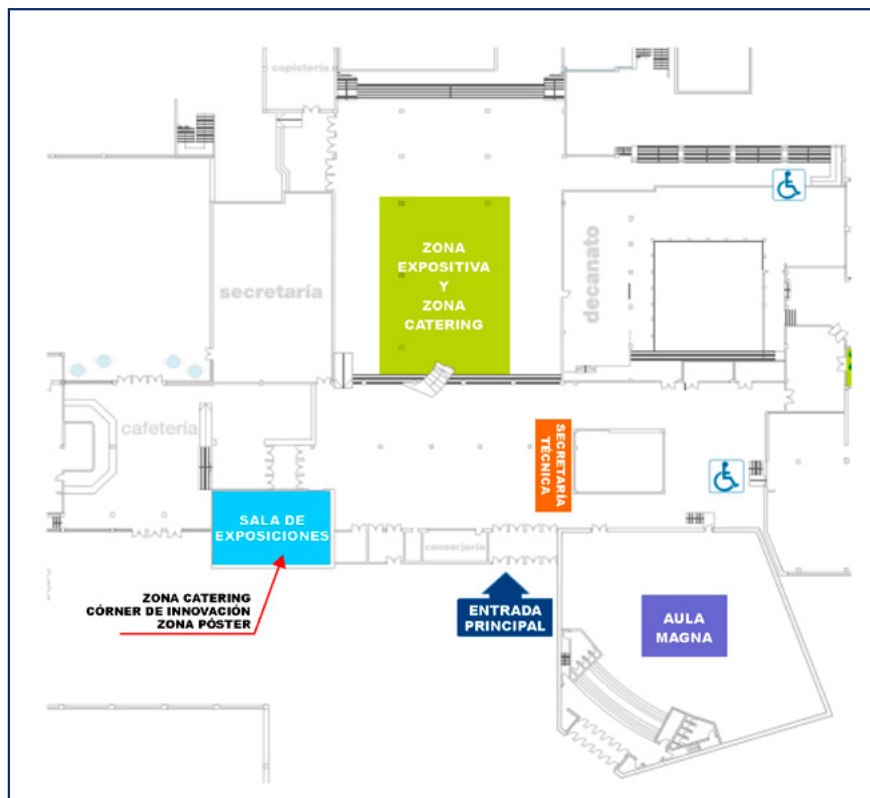 copistería
ZONA
EXPOSITIVA
Y
ZONA
CATERING
secretaría
decanato
cafetería
SECRETARÍA
TÉCNICA
SALA DE
EXPOSICIONES
conserjería
ZONA CATERING
CÓRNER DE INNOVACIÓN
ZONA PÓSTER
ENTRADA
PRINCIPAL
AULA
MAGNA